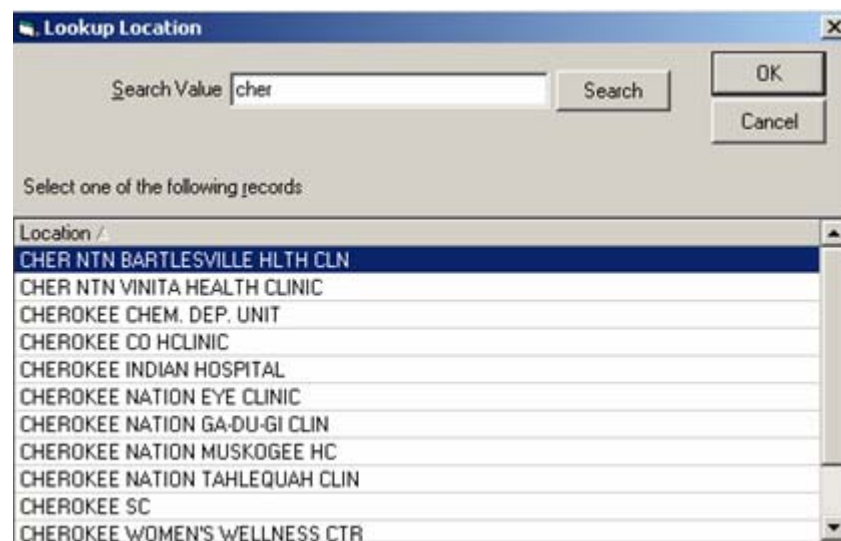 Lookup Location
Search Value cher Search OK
Cancel
Select one of the following records
Location
CHER NTN BARTLESVILLE HLTH CLN
CHER NTN VINITA HEALTH CLINIC
CHEROKEE CHEM. DEP. UNIT
CHEROKEE CO HCLINIC
CHEROKEE INDIAN HOSPITAL
CHEROKEE NATION EYE CLINIC
CHEROKEE NATION GA-DU-GI CLIN
CHEROKEE NATION MUSKOGEE HC
CHEROKEE NATION TAHLEQUAH CLIN
CHEROKEE SC
CHEROKEE WOMEN'S WELLNESS CTR